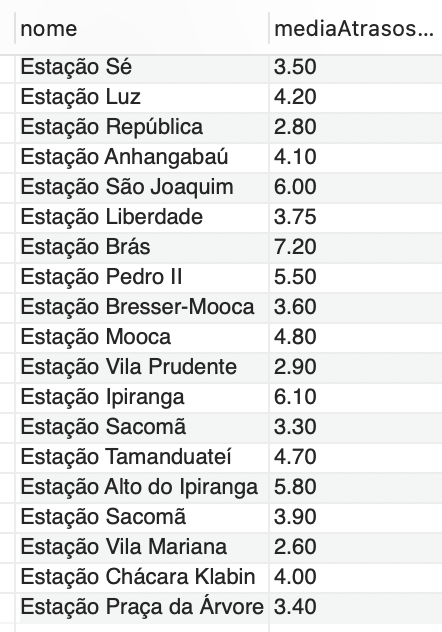 nome mediaAtrasos...
Estação Sé 3.50
Estação Luz 4.20
Estação República 2.80
Estação Anhangabaú 4.10
Estação São Joaquim 6.00
Estação Liberdade 3.75
Estação Brás 7.20
Estação Pedro II 5.50
Estação Bresser-Mooca 3.60
Estação Mooca 4.80
Estação Vila Prudente 2.90
Estação Ipiranga 6.10
Estação Sacomã 3.30
Estação Tamanduateí 4.70
Estação Alto do Ipiranga 5.80
Estação Sacomã 3.90
Estação Vila Mariana 2.60
Estação Chácara Klabin 4.00
Estação Praça da Árvore 3.40